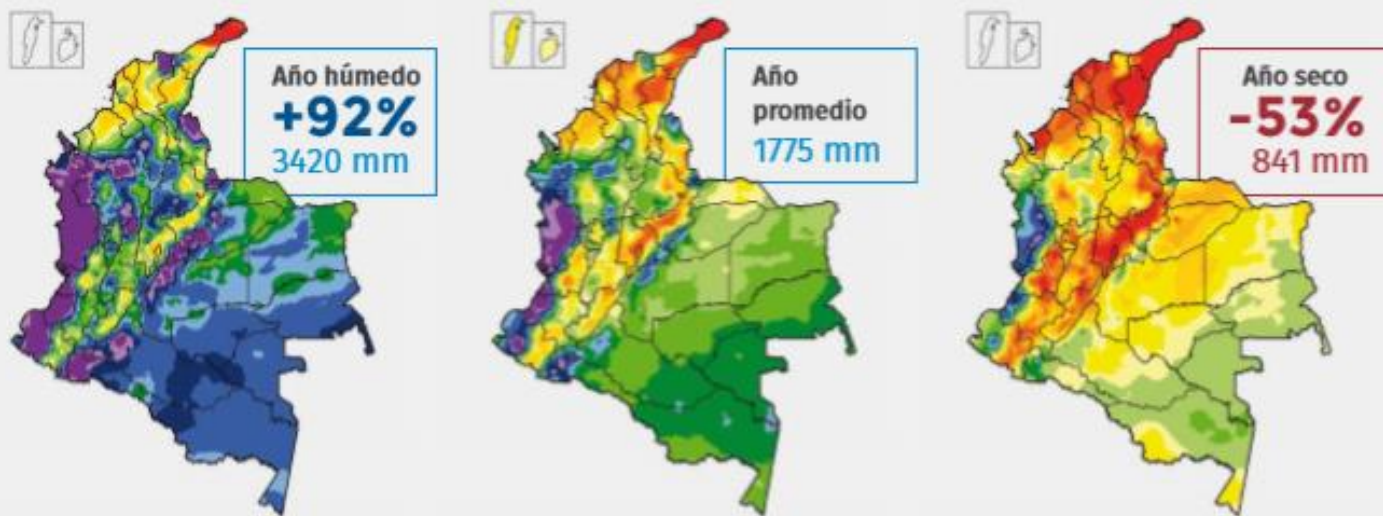 Año húmedo
+92%
3420 mm
Año
promedio
1775 mm
Año seco
-53%
841 mm